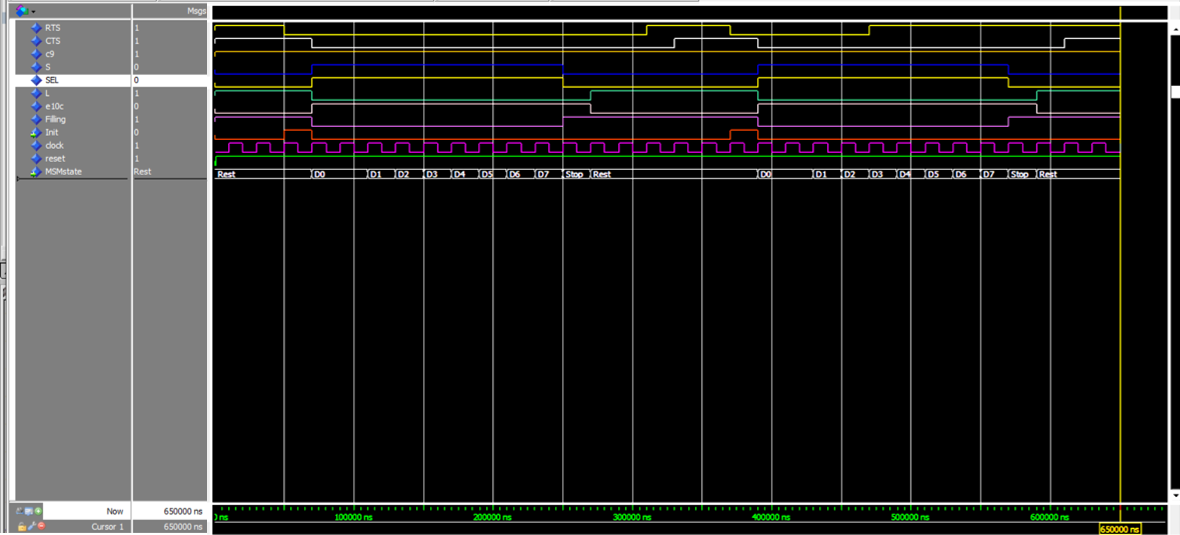 Msgs
RTS 1
CTS 1
c9 1
S 0
SEL 0
L 1
e10c 0
Filling 1
Init 0
clock 1
reset 1
MSMstate Rest Rest D0 D1 D2 D3 D4 D5 D6 D7 Stop Rest D0 D1 D2 D3 D4 D5 D6 D7 Stop Rest
Now 650000 ns ns 100000 ns 200000 ns 300000 ns 400000 ns 500000 ns 600000 ns
Cursor 1 650000 ns 650000 ns